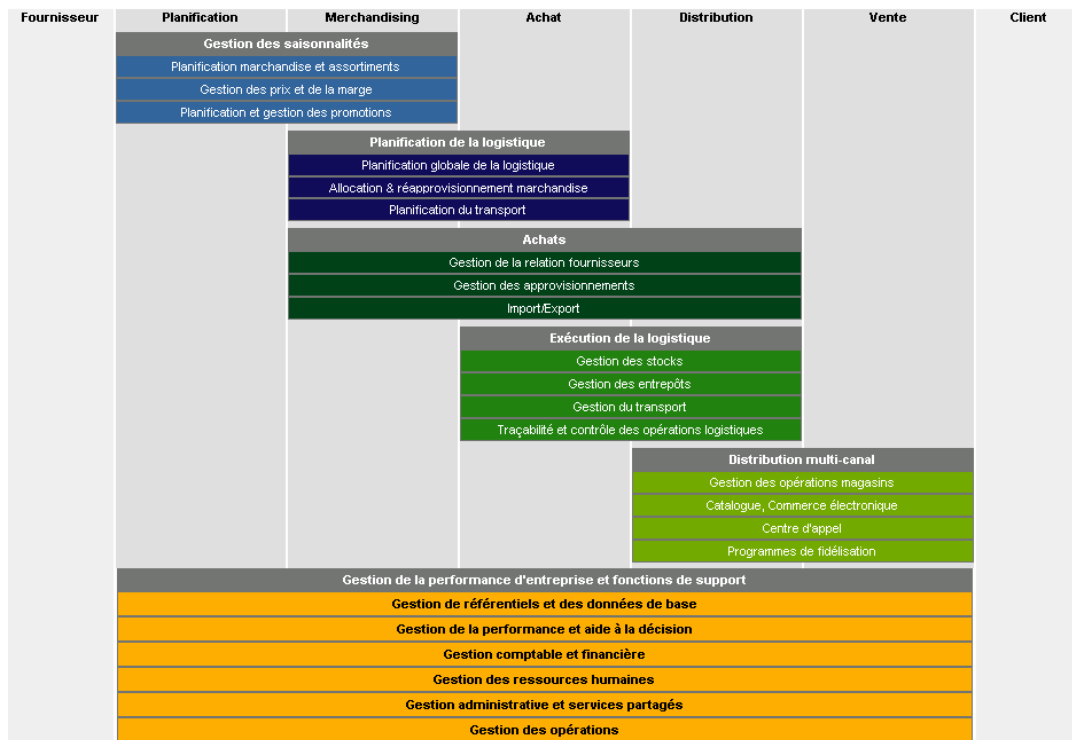 Fournisseur Planification Merchandising Achat Distribution Vente Client
Gestion des saisonnalités
Planification marchandise et assortiments
Gestion des prix et de la marge
Planification et gestion des promotions
Planification de la logistique
Planification globale de la logistique
Allocation & réapprovisionnement marchandise
Planification du transport
Achats
Gestion de la relation fournisseurs
Gestion des approvisionnements
Import/Export
Exécution de la logistique
Gestion des stocks
Gestion des entrepôts
Gestion du transport
Traçabilité et contrôle des opérations logistiques
Distribution multi-canal
Gestion des opérations magasins
Catalogue, Commerce électronique
Centre d'appel
Programmes de fidélisation
Gestion de la performance d'entreprise et fonctions de support
Gestion de référentiels et des données de base
Gestion de la performance et aide à la décision
Gestion comptable et financière
Gestion des ressources humaines
Gestion administrative et services partagés
Gestion des opérations